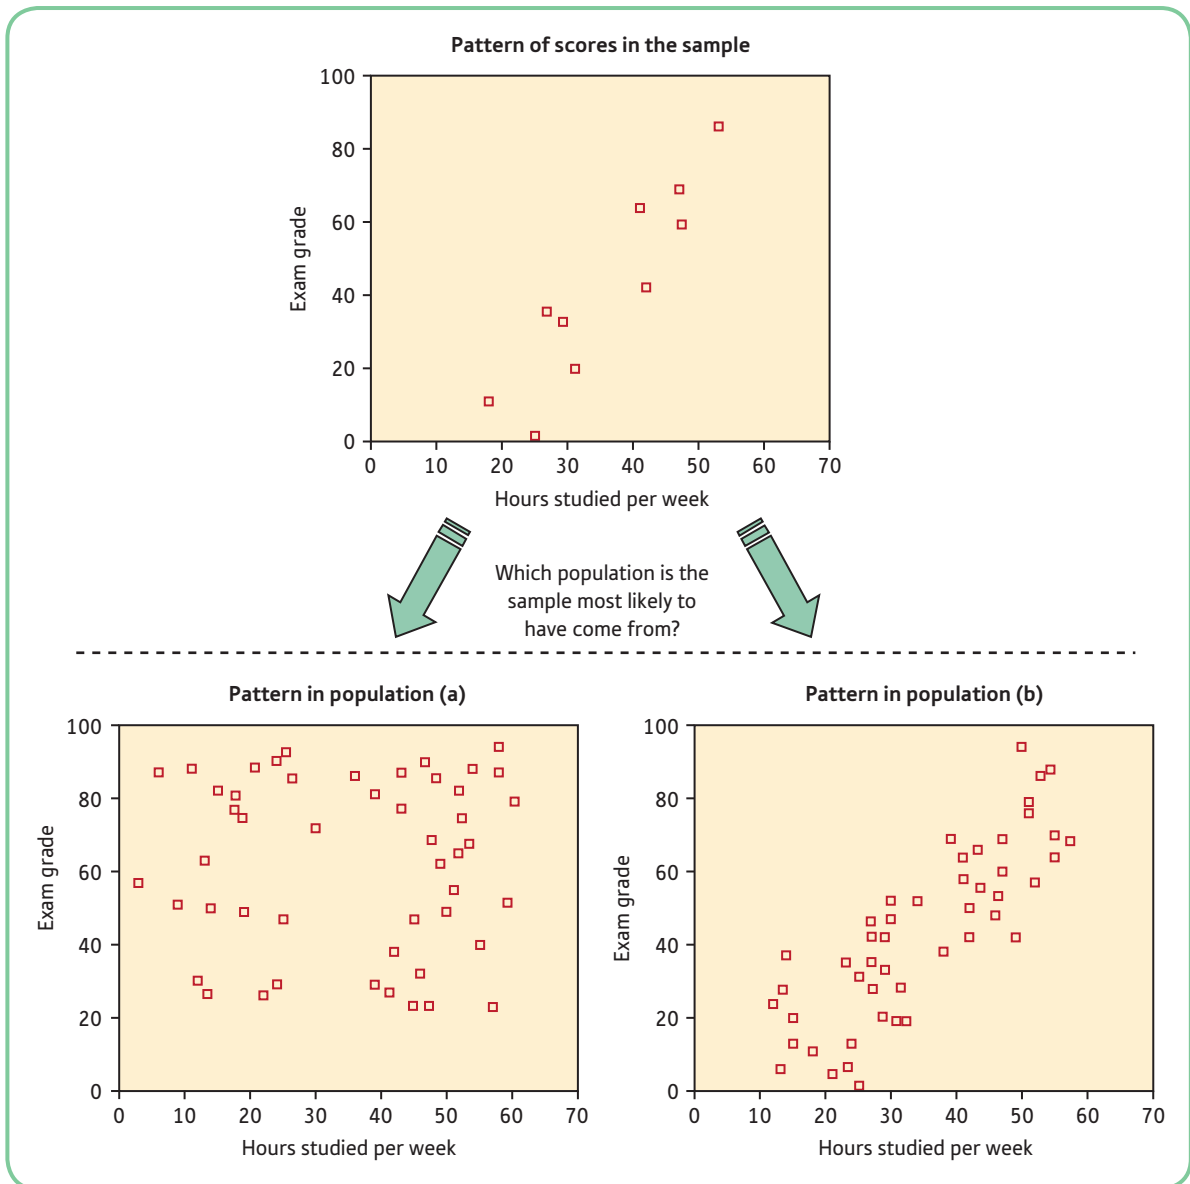 Pattern of scores in the sample
100
80
60
40
20
0
Exam grade
0 10 20 30 40 50 60 70
Hours studied per week
Which population is the
sample most likely to
have come from?
Pattern in population (a)
100
80
60
40
20
0
Exam grade
0 10 20 30 40 50 60 70
Hours studied per week
Pattern in population (b)
100
80
60
40
20
0
Exam grade
0 10 20 30 40 50 60 70
Hours studied per week